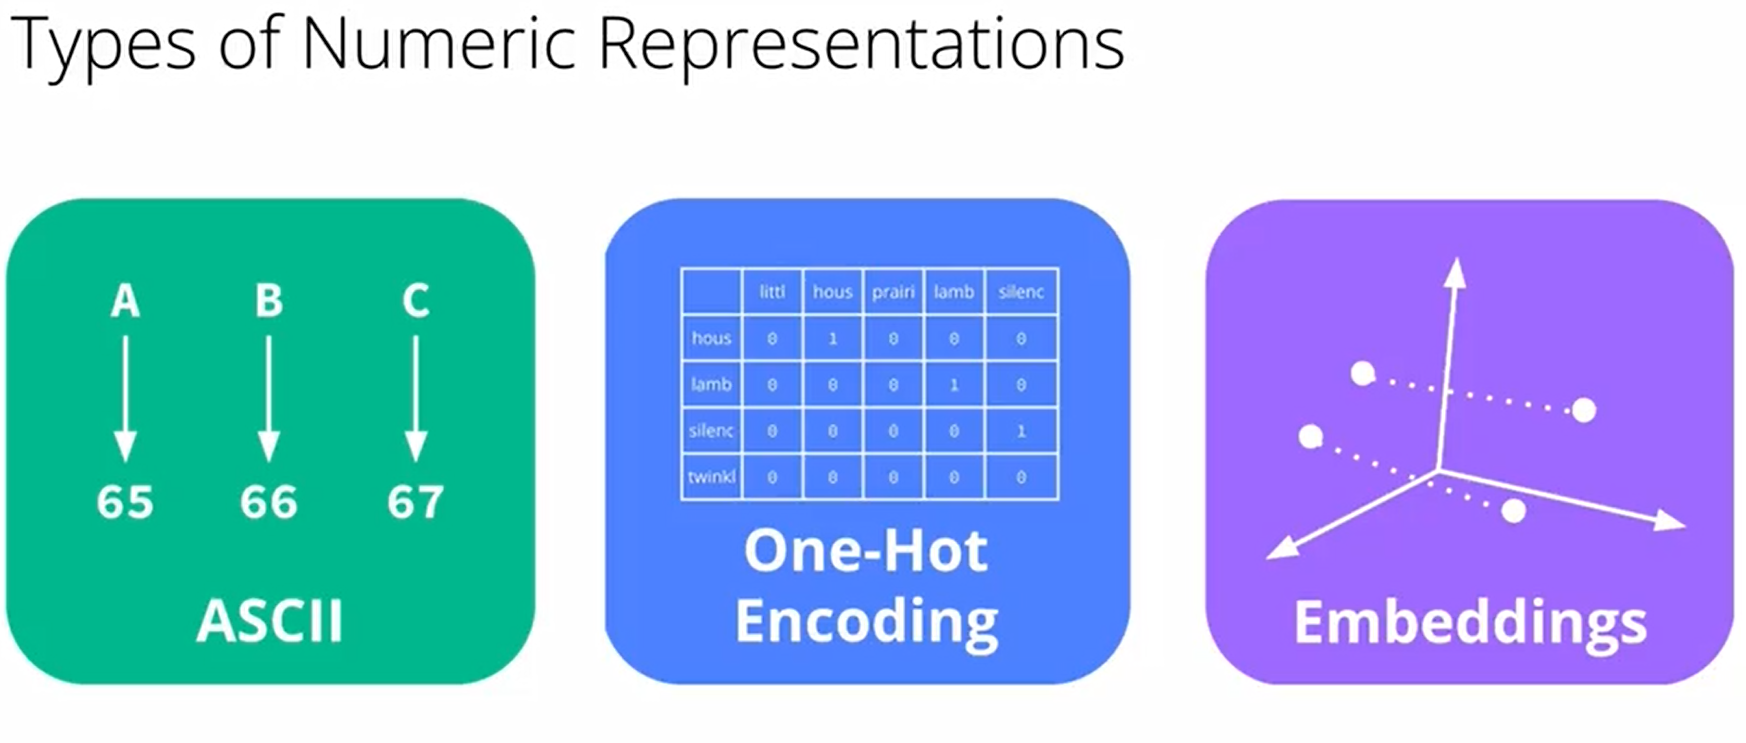 Types of Numeric Representations
A B C
65 66 67
ASCII
littl hous prairi lamb silenc
hous 0 1 0 0 0
lamb 0 0 0 1 0
silenc 0 0 0 0 1
twinkl 0 0 0 0 0
One-Hot
Encoding
Embeddings